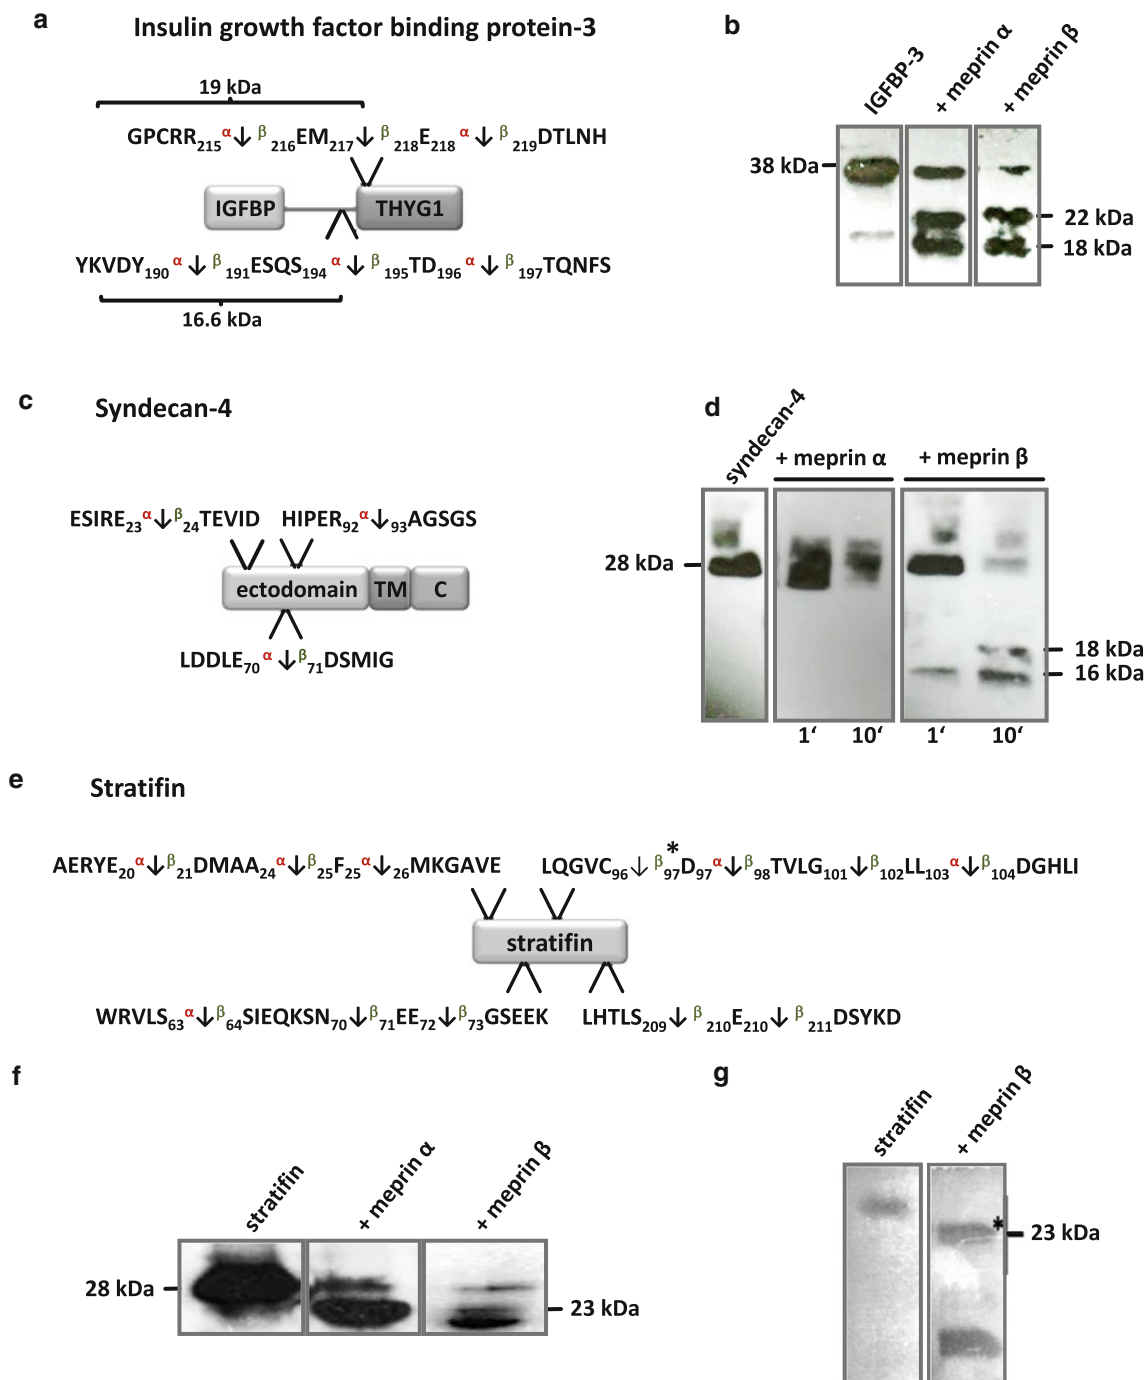 a
Insulin growth factor binding protein-3
19 kDa
GPCRR215 α↓ β 216EM217↓ β 218E218 α↓ β 219DTLNH
IGFBP
THYG1
YKVDY190 α↓ β 191ESQS194 α↓ β 195TD196 α↓ β 197TQNFS
16.6 kDa
b
IGFBP-3
+ meprin α
+ meprin β
38 kDa
22 kDa
18 kDa
c
Syndecan-4
ESIRE23 α↓β 24TEVID
HIPER92 α↓93AGSGS
ectodomain
TM
C
LDDLE70 α↓β 71DSMIG
d
syndecan-4
+ meprin α
+ meprin β
28 kDa
18 kDa
16 kDa
1‘
10‘
1‘
10‘
e
Stratifin
AERYE20 α↓β 21DMAA24 α↓β 25F25 α↓26MKGAVE
*
LQGVC96↓ β 97D97 α↓β 98TVLG101↓β 102LL103 α↓β 104DGHLI
stratifin
WRVLS63 α↓β 64SIEQKSN70↓β 71EE72↓β 73GSEEK
LHTLS209↓ β 210E210↓ β 211DSYKD
f
stratifin
+ meprin α
+ meprin β
28 kDa
23 kDa
g
stratifin
+ meprin β
*
23 kDa